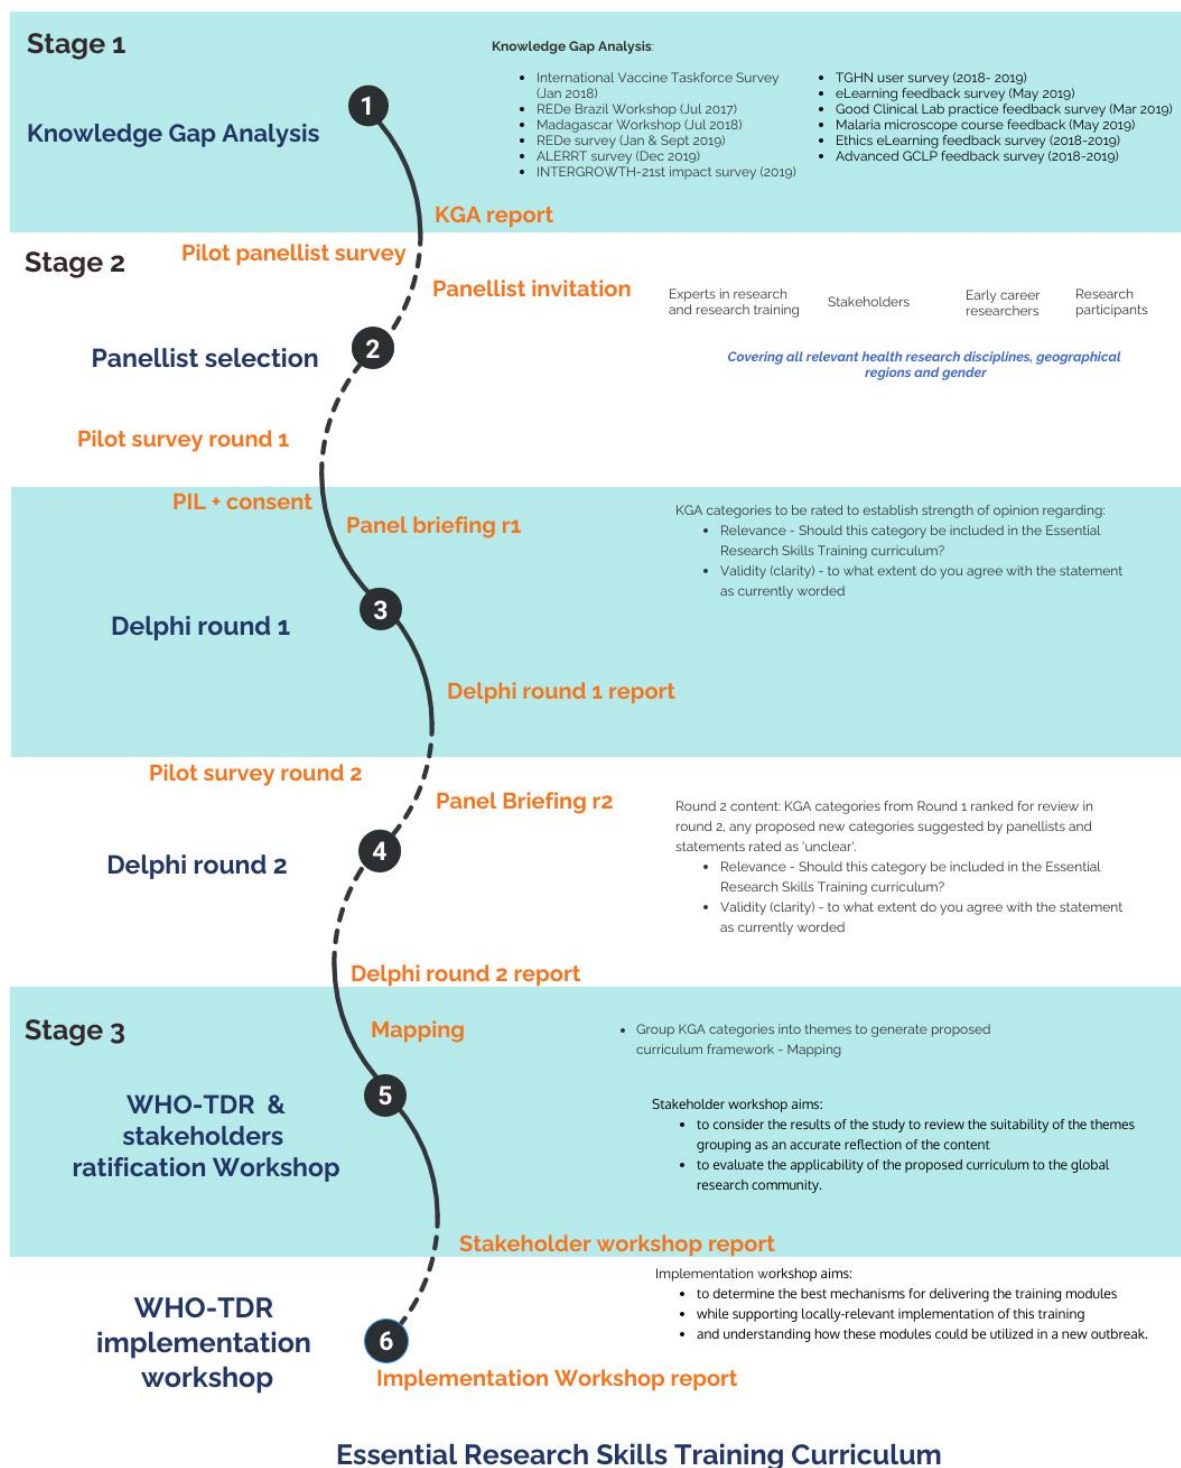 Stage 1
Knowledge Gap Analysis:
International Vaccine Taskforce Survey
(Jan 2018)
REDe Brazil Workshop (Jul 2017)
Madagascar Workshop (Jul 2018)
REDe survey (Jan & Sept 2019)
ALERRT survey (Dec 2019)
INTERGROWTH-21st impact survey (2019)
TGHN user survey (2018- 2019)
eLearning feedback survey (May 2019)
Good Clinical Lab practice feedback survey (Mar 2019)
Malaria microscope course feedback (May 2019)
Ethics eLearning feedback survey (2018-2019)
Advanced GCLP feedback survey (2018-2019)
1
Knowledge Gap Analysis
KGA report
Stage 2
Pilot panellist survey
Panellist invitation
Experts in research
and research training
Stakeholders
Early career
researchers
Research
participants
Covering all relevant health research disciplines, geographical
regions and gender
2
Panellist selection
Pilot survey round 1
PIL + consent
Panel briefing r1
KGA categories to be rated to establish strength of opinion regarding:
Relevance - Should this category be included in the Essential
Research Skills Training curriculum?
Validity (clarity) - to what extent do you agree with the statement
as currently worded
3
Delphi round 1
Delphi round 1 report
Pilot survey round 2
Panel Briefing r2
Round 2 content: KGA categories from Round 1 ranked for review in
round 2, any proposed new categories suggested by panellists and
statements rated as 'unclear'.
Relevance - Should this category be included in the Essential
Research Skills Training curriculum?
Validity (clarity) - to what extent do you agree with the statement
as currently worded
4
Delphi round 2
Delphi round 2 report
Stage 3
Mapping
Group KGA categories into themes to generate proposed
curriculum framework - Mapping
5
WHO-TDR &
stakeholders
ratification Workshop
Stakeholder workshop aims:
to consider the results of the study to review the suitability of the themes
grouping as an accurate reflection of the content
to evaluate the applicability of the proposed curriculum to the global
research community.
Stakeholder workshop report
Implementation workshop aims:
to determine the best mechanisms for delivering the training modules
while supporting locally-relevant implementation of this training
and understanding how these modules could be utilized in a new outbreak.
WHO-TDR
implementation
workshop
6
Implementation Workshop report
Essential Research Skills Training Curriculum